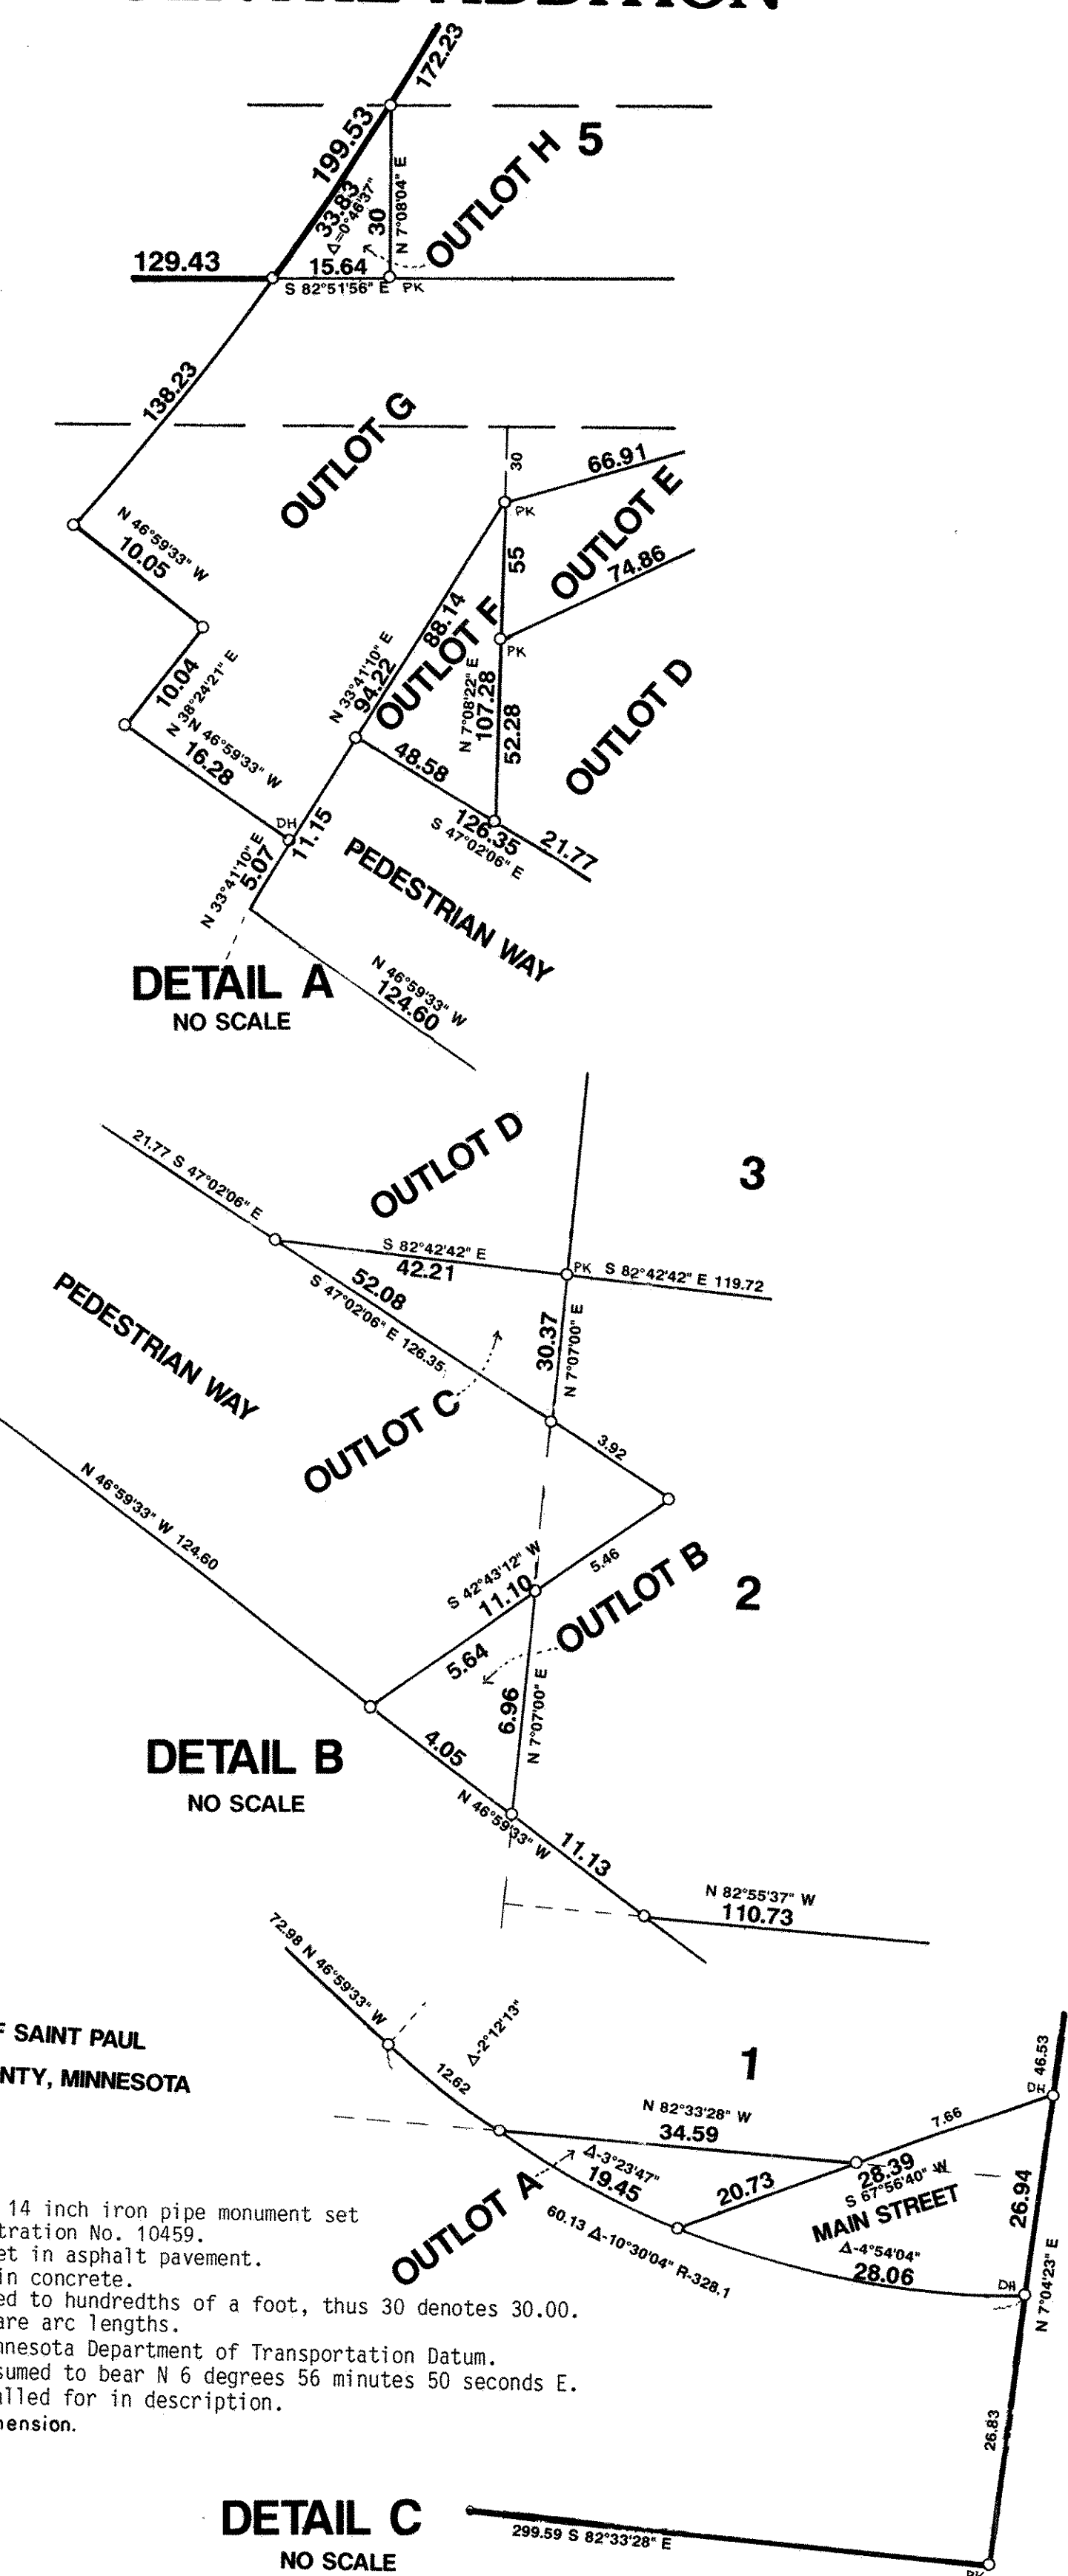 172.23
199.53
33.83
Δ=0°46'37"
30
N 7°08'04" E
OUTLOT H
5
129.43
15.64
S 82°51'56" E
PK
138.23
OUTLOT G
30
66.91
PK
OUTLOT E
55
74.86
PK
N 46°59'33" W
10.05
88.14
OUTLOT F
N 33°41'10" E
94.22
N 7°08'22" E
107.28
52.28
OUTLOT D
10.04
N 38°24'21" E
N 46°59'33" W
16.28
48.58
126.35
S 47°02'06" E
21.77
DH
11.15
N 33°41'10" E
5.07
PEDESTRIAN WAY
N 46°59'33" W
124.60
DETAIL A
NO SCALE
OUTLOT D
3
21.77 S 47°02'06" E
S 82°42'42" E
42.21
PK
S 82°42'42" E 119.72
52.08
S 47°02'06" E 126.35
30.37
N 7°07'00" E
PEDESTRIAN WAY
OUTLOT C
3.92
N 46°59'33" W 124.60
S 42°43'12" W
11.10
5.46
OUTLOT B
2
5.64
6.96
N 7°07'00" E
4.05
DETAIL B
NO SCALE
N 46°59'33" W
11.13
N 82°55'37" W
110.73
72.98 N 46°59'33" W
F SAINT PAUL
NTY, MINNESOTA
12.62
Δ-2°12'13"
1
46.53
DH
N 82°33'28" W
34.59
7.66
Δ-3°23'47"
19.45
20.73
28.39
S 67°56'40" W
MAIN STREET
26.94
OUTLOT A
60.13 Δ-10°30'04" R-328.1
Δ-4°54'04"
28.06
DH
N 7°04'23" E
14 inch iron pipe monument set
tration No. 10459.
et in asphalt pavement.
in concrete.
ed to hundredths of a foot, thus 30 denotes 30.00.
are arc lengths.
nnesota Department of Transportation Datum.
sumed to bear N 6 degrees 56 minutes 50 seconds E.
alled for in description.
mension.
26.83
DETAIL C
NO SCALE
299.59 S 82°33'28" E
PK